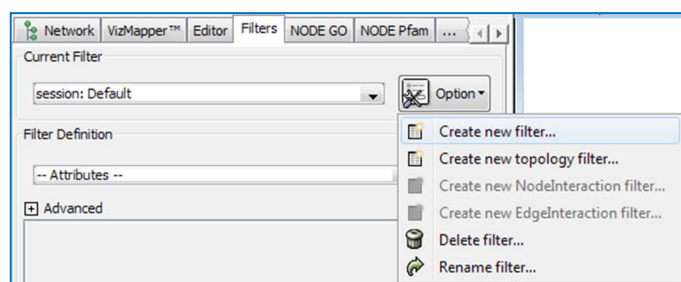 Network VizMapper™ Editor Filters NODE GO NODE Pfam ...
Current Filter
session: Default
Option
Filter Definition
Create new filter...
Create new topology filter...
-- Attributes --
Create new NodeInteraction filter...
Advanced
Create new EdgeInteraction filter...
Delete filter...
Rename filter...